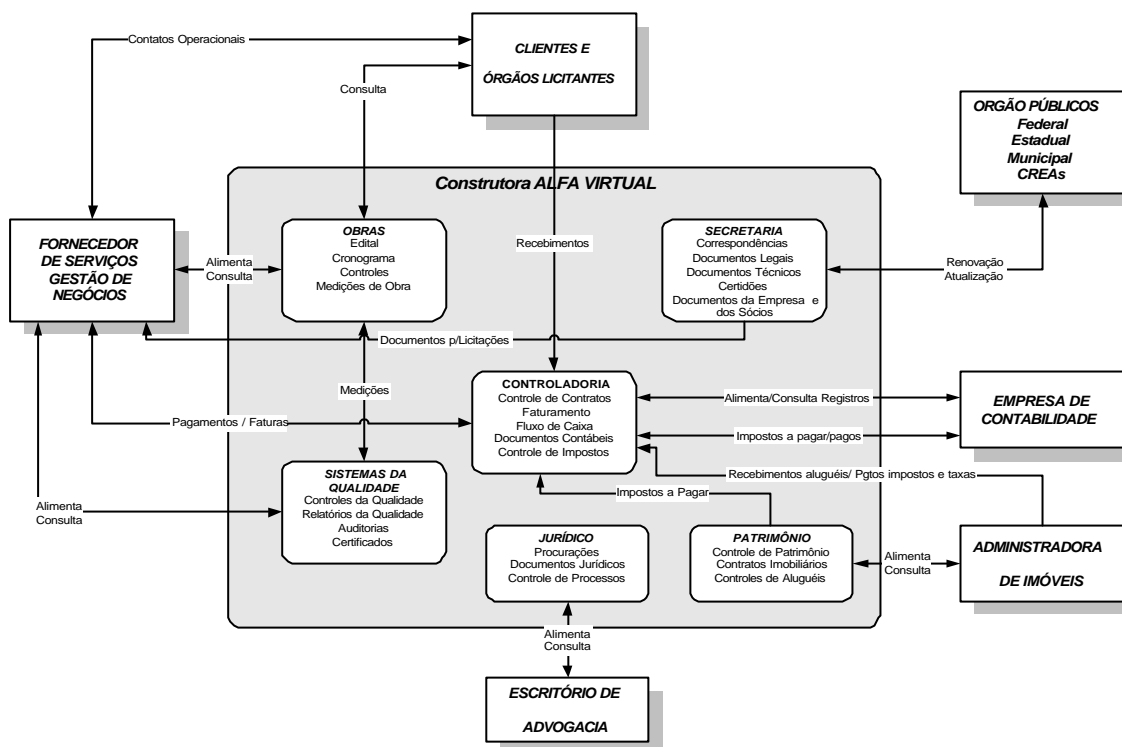 Contatos Operacionais
CLIENTES E
ÓRGÃOS LICITANTES
Consulta
ORGÃO PÚBLICOS
Federal
Estadual
Municipal
CREAs
Construtora ALFA VIRTUAL
FORNECEDOR
DE SERVIÇOS
GESTÃO DE
NEGÓCIOS
Alimenta
Consulta
OBRAS
Edital
Cronograma
Controles
Medições de Obra
Recebimentos
SECRETARIA
Correspondências
Documentos Legais
Documentos Técnicos
Certidões
Documentos da Empresa e
dos Sócios
Renovação
Atualização
Documentos p/Licitações
Medições
Pagamentos / Faturas
CONTROLADORIA
Controle de Contratos
Faturamento
Fluxo de Caixa
Documentos Contábeis
Controle de Impostos
Alimenta/Consulta Registros
Impostos a pagar/pagos
EMPRESA DE
CONTABILIDADE
Recebimentos aluguéis/ Pgtos impostos e taxas
Alimenta
Consulta
SISTEMAS DA
QUALIDADE
Controles da Qualidade
Relatórios da Qualidade
Auditorias
Certificados
Impostos a Pagar
JURÍDICO
Procurações
Documentos Jurídicos
Controle de Processos
PATRIMÔNIO
Controle de Patrimônio
Contratos Imobiliários
Controles de Aluguéis
Alimenta
Consulta
ADMINISTRADORA
DE IMÓVEIS
Alimenta
Consulta
ESCRITÓRIO DE
ADVOGACIA